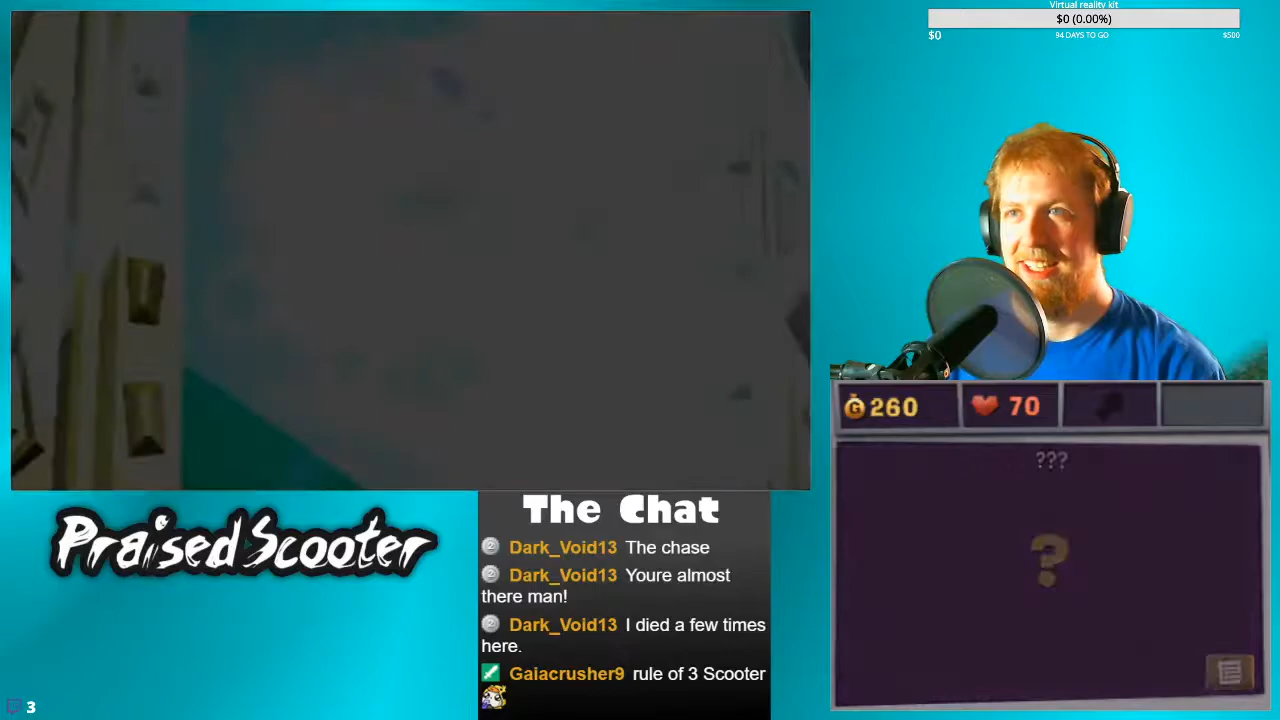 Virtual reality kit
$0 (0.00%)
$0
94 DAYS TO GO
$500
260
70
???
?
PraisedScooter
The Chat
Dark_Void13 The chase
Dark_Void13 Youre almost
there man!
Dark_Void13 I died a few times
here.
Gaiacrusher9 rule of 3 Scooter
3